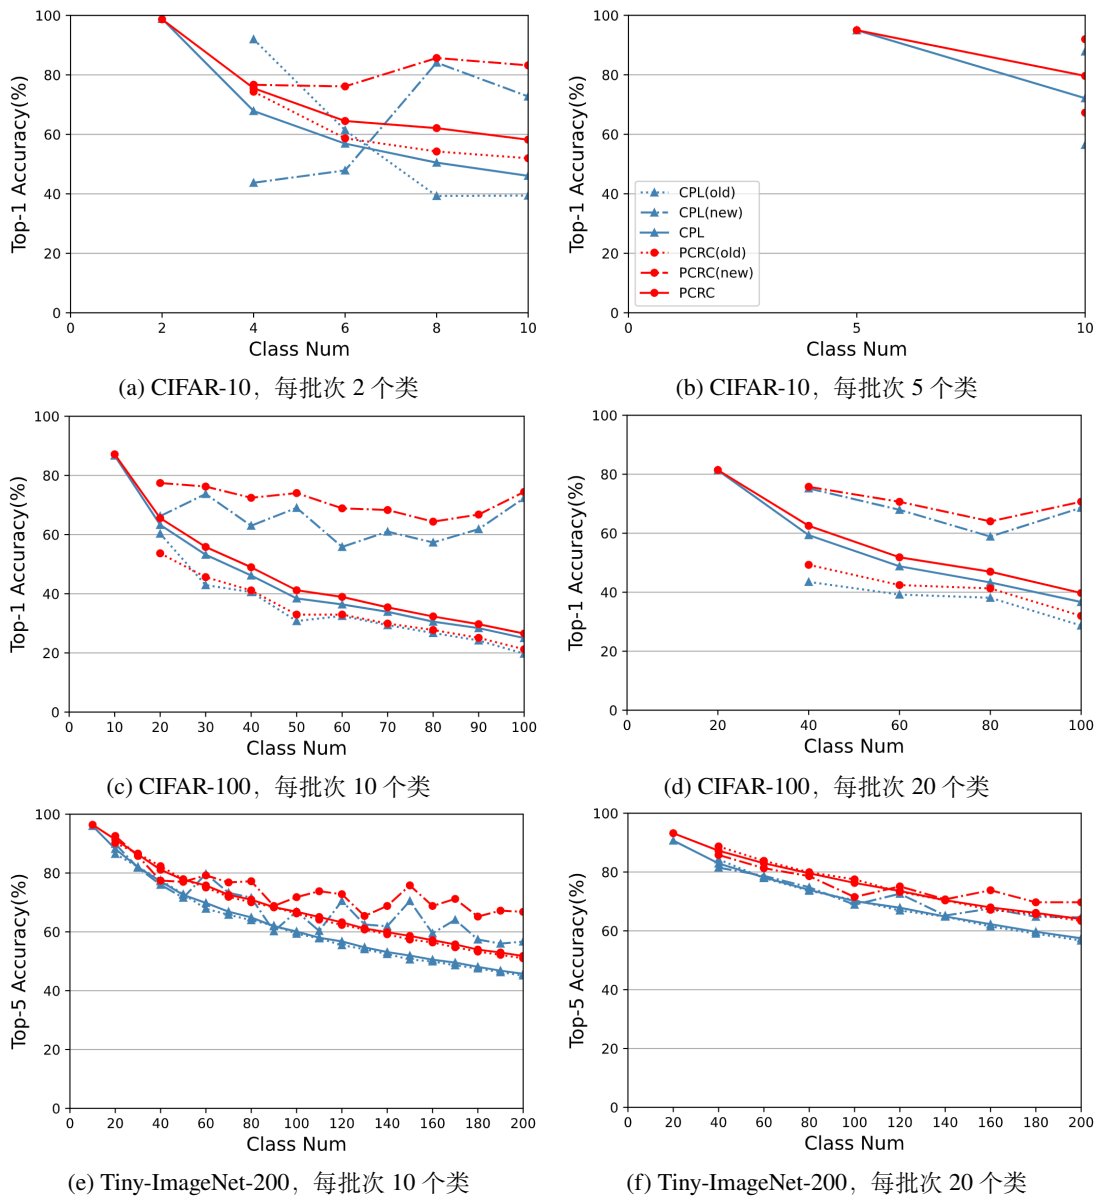 100
80
60
40
20
0
0 2 4 6 8 10
Top-1 Accuracy(%)
Class Num
(a) CIFAR-10，每批次 2 个类
100
80
60
40
20
0
0 5 10
Top-1 Accuracy(%)
Class Num
CPL(old)
CPL(new)
CPL
PCRC(old)
PCRC(new)
PCRC
(b) CIFAR-10，每批次 5 个类
100
80
60
40
20
0
0 10 20 30 40 50 60 70 80 90 100
Top-1 Accuracy(%)
Class Num
(c) CIFAR-100，每批次 10 个类
100
80
60
40
20
0
0 20 40 60 80 100
Top-1 Accuracy(%)
Class Num
(d) CIFAR-100，每批次 20 个类
100
80
60
40
20
0
0 20 40 60 80 100 120 140 160 180 200
Top-5 Accuracy(%)
Class Num
(e) Tiny-ImageNet-200，每批次 10 个类
100
80
60
40
20
0
0 20 40 60 80 100 120 140 160 180 200
Top-5 Accuracy(%)
Class Num
(f) Tiny-ImageNet-200，每批次 20 个类